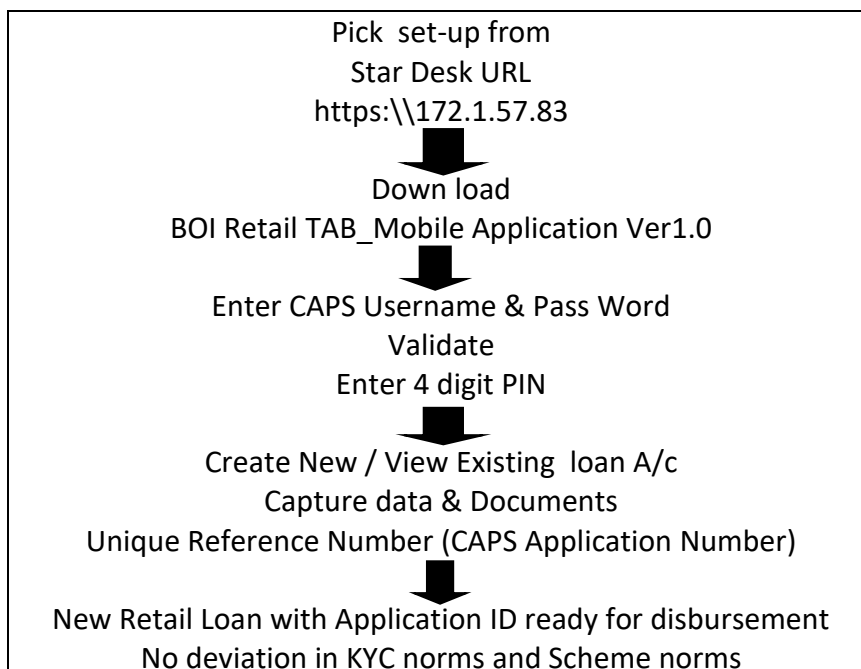 Pick set-up from
Star Desk URL
https:\\172.1.57.83
Down load
BOI Retail TAB_Mobile Application Ver1.0
Enter CAPS Username & Pass Word
Validate
Enter 4 digit PIN
Create New / View Existing loan A/c
Capture data & Documents
Unique Reference Number (CAPS Application Number)
New Retail Loan with Application ID ready for disbursement
No deviation in KYC norms and Scheme norms